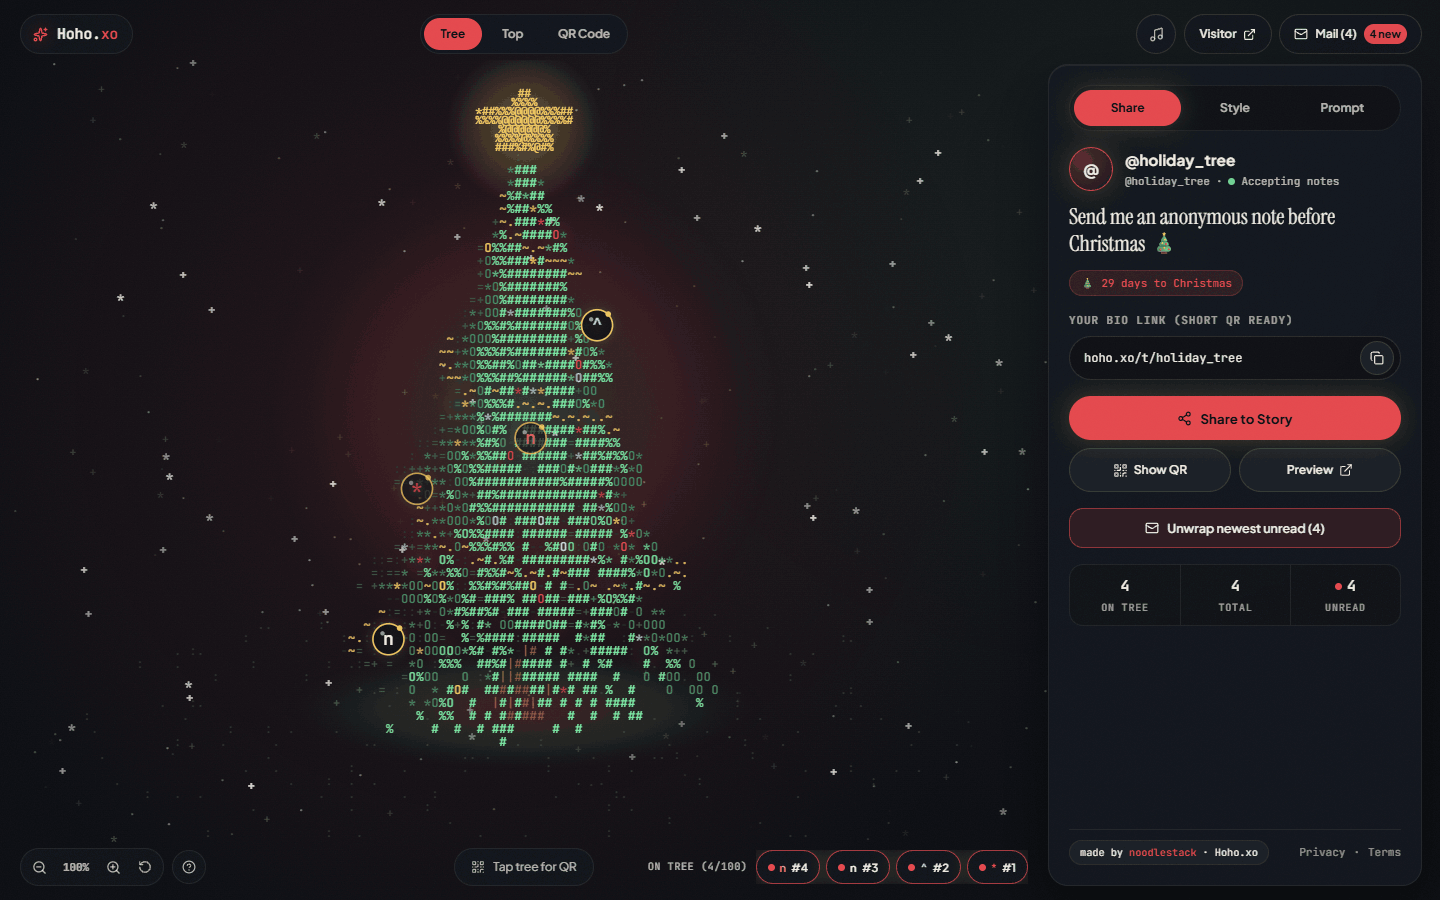 Hoho.xo
Tree
Top
QR Code
Visitor
Mail (4)
4 new
Share
Style
Prompt
@
@holiday_tree
@holiday_tree · Accepting notes
Send me an anonymous note before
Christmas 🎄
🎄 29 days to Christmas
YOUR BIO LINK (SHORT QR READY)
hoho.xo/t/holiday_tree
Share to Story
Show QR
Preview
Unwrap newest unread (4)
4
4
4
ON TREE
TOTAL
UNREAD
^
n
*
n
100%
Tap tree for QR
ON TREE (4/100)
n #4
n #3
^ #2
* #1
made by noodlestack · Hoho.xo
Privacy · Terms